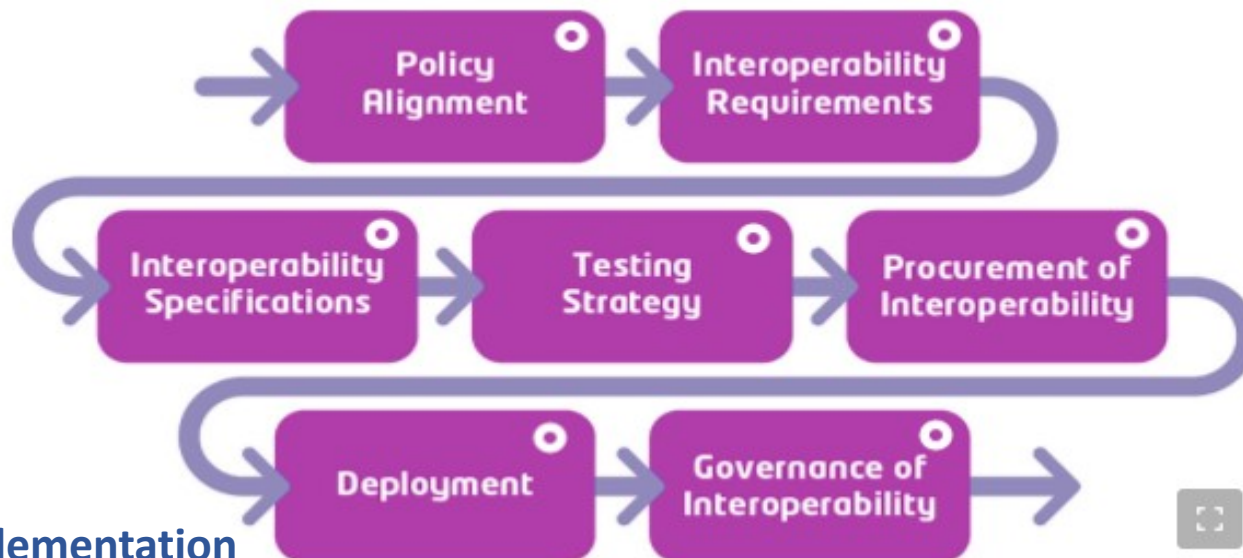 Policy
Alignment
Interoperability
Requirements
Interoperability
Specifications
Testing
Strategy
Procurement of
Interoperability
Deployment
Governance of
Interoperability
lementation